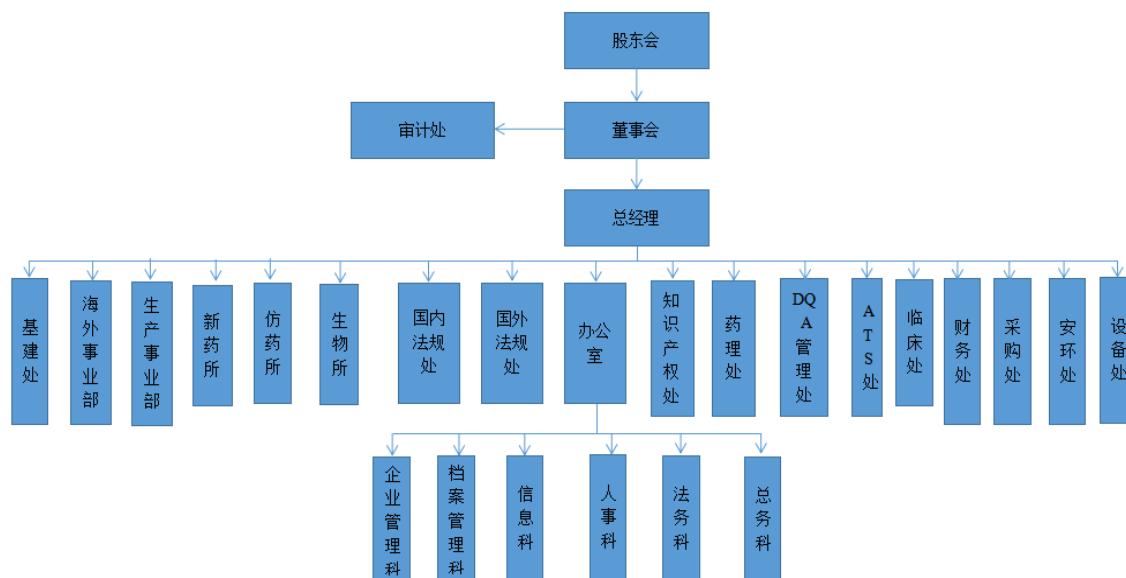 股东会
审计处
董事会
总经理
基建处
海外事业部
生产事业部
新药所
仿药所
生物所
国内
法规处
国外
法规处
办公
室
知识产权处
药理处
DQ
A管理处
ATS处
临床处
财务处
采购处
安环处
设备处
企业管理科
档案管理科
信息科
人事科
法务科
总务科